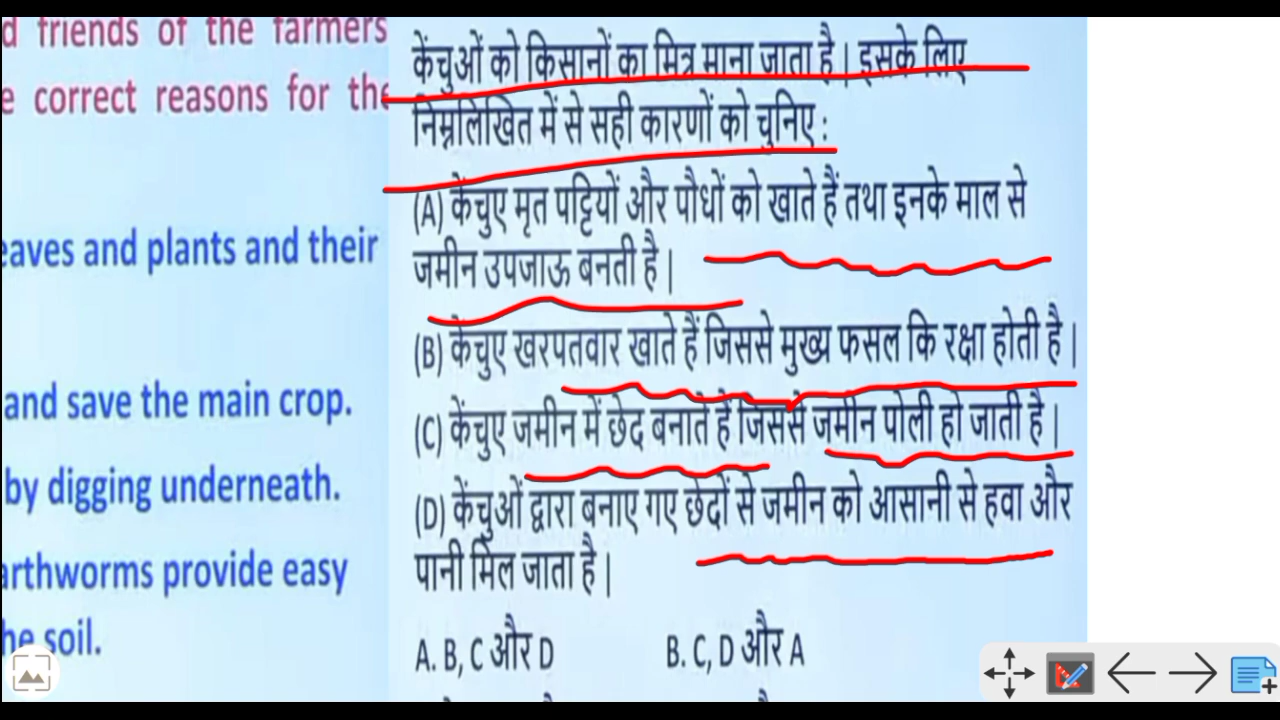 d friends of the farmers
e correct reasons for the
eaves and plants and their
and save the main crop.
by digging underneath.
arthworms provide easy
he soil.
केंचुओं को किसानों का मित्र माना जाता है | इसके लिए
निम्नलिखित में से सही कारणों को चुनिए :
(A) केंचुए मृत पट्टियों और पौधों को खाते हैं तथा इनके माल से
जमीन उपजाऊ बनती है |
(B) केंचुए खरपतवार खाते हैं जिससे मुख्य फसल कि रक्षा होती है |
(C) केंचुए जमीन में छेद बनाते हैं जिससे जमीन पोली हो जाती है |
(D) केंचुओं द्वारा बनाए गए छेदों से जमीन को आसानी से हवा और
पानी मिल जाता है |
A. B, C और D B. C, D और A